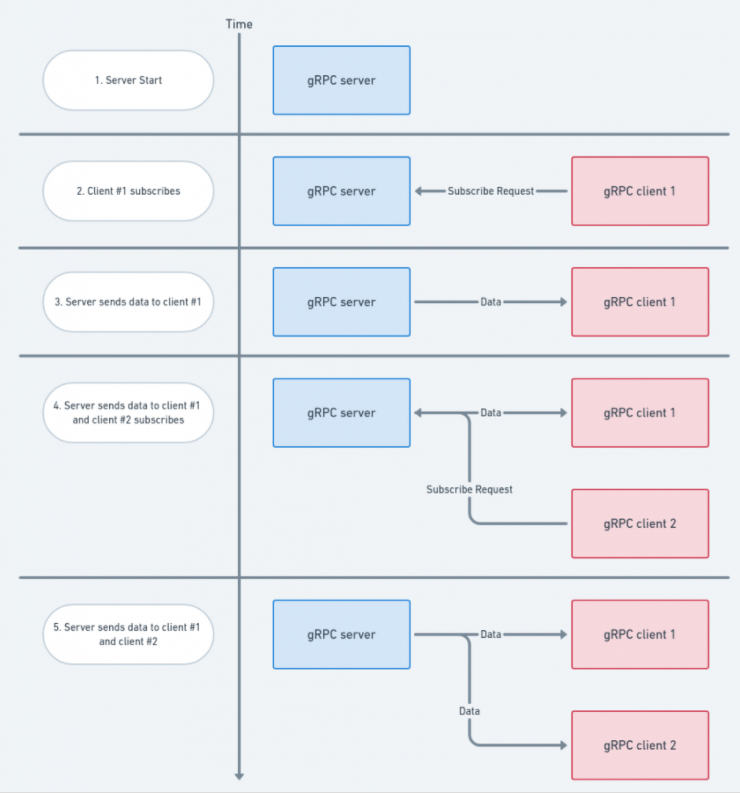 Time
1. Server Start
gRPC server
2. Client #1 subscribes
gRPC server
Subscribe Request
gRPC client 1
3. Server sends data to client #1
gRPC server
Data
gRPC client 1
4. Server sends data to client #1
and client #2 subscribes
gRPC server
Data
gRPC client 1
Subscribe Request
gRPC client 2
5. Server sends data to client #1
and client #2
gRPC server
Data
gRPC client 1
Data
gRPC client 2